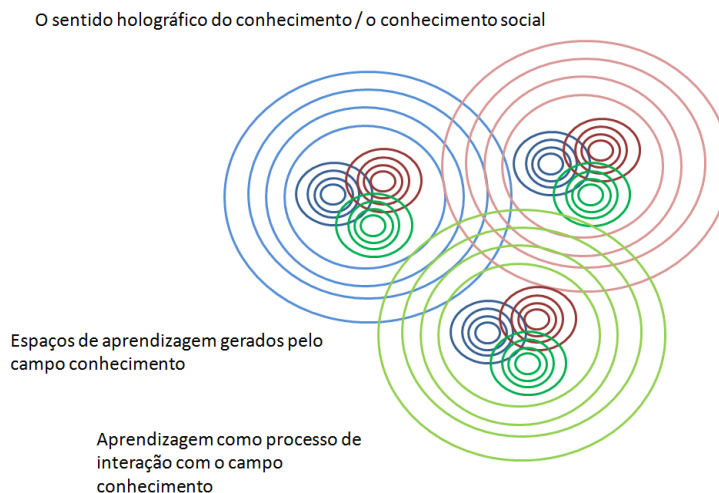 O sentido holográfico do conhecimento / o conhecimento social
Espaços de aprendizagem gerados pelo
campo conhecimento
Aprendizagem como processo de
interação com o campo
conhecimento